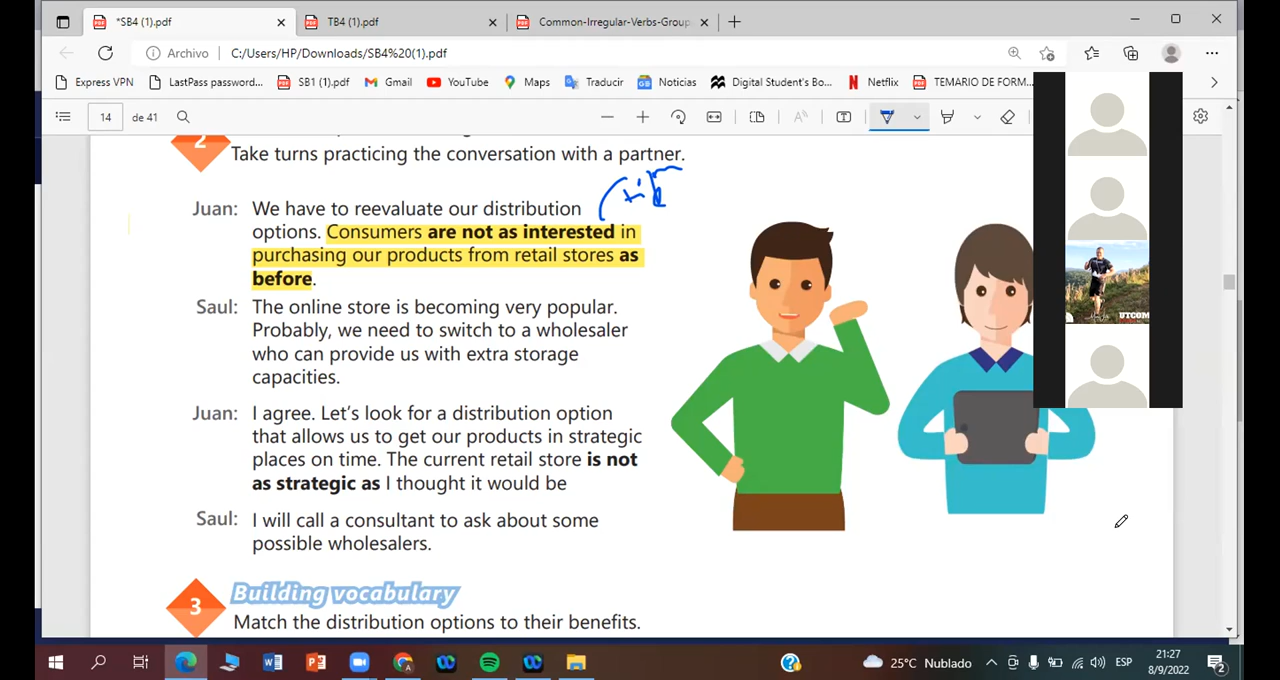 *SB4 (1).pdf
TB4 (1).pdf
Common-Irregular-Verbs-Group
Archivo
C:/Users/HP/Downloads/SB4%20(1).pdf
Express VPN
LastPass password...
SB1 (1).pdf
Gmail
YouTube
Maps
Traducir
Noticias
Digital Student's Bo...
Netflix
TEMARIO DE FORM...
14 de 41
2
Take turns practicing the conversation with a partner.
Juan: We have to reevaluate our distribution
options. Consumers are not as interested in
purchasing our products from retail stores as
before.
Saul: The online store is becoming very popular.
Probably, we need to switch to a wholesaler
who can provide us with extra storage
capacities.
Juan: I agree. Let's look for a distribution option
that allows us to get our products in strategic
places on time. The current retail store is not
as strategic as I thought it would be
Saul: I will call a consultant to ask about some
possible wholesalers.
3 Building vocabulary
Match the distribution options to their benefits.
UTCOM
25°C Nublado
ESP
21:27
8/9/2022
2